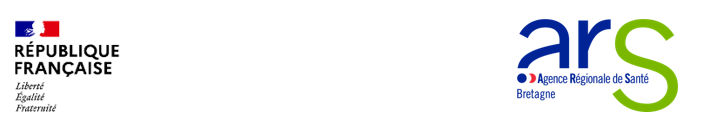 RÉPUBLIQUE
FRANÇAISE
Liberté
Égalité
Fraternité
ars
Agence Régionale de Santé
Bretagne